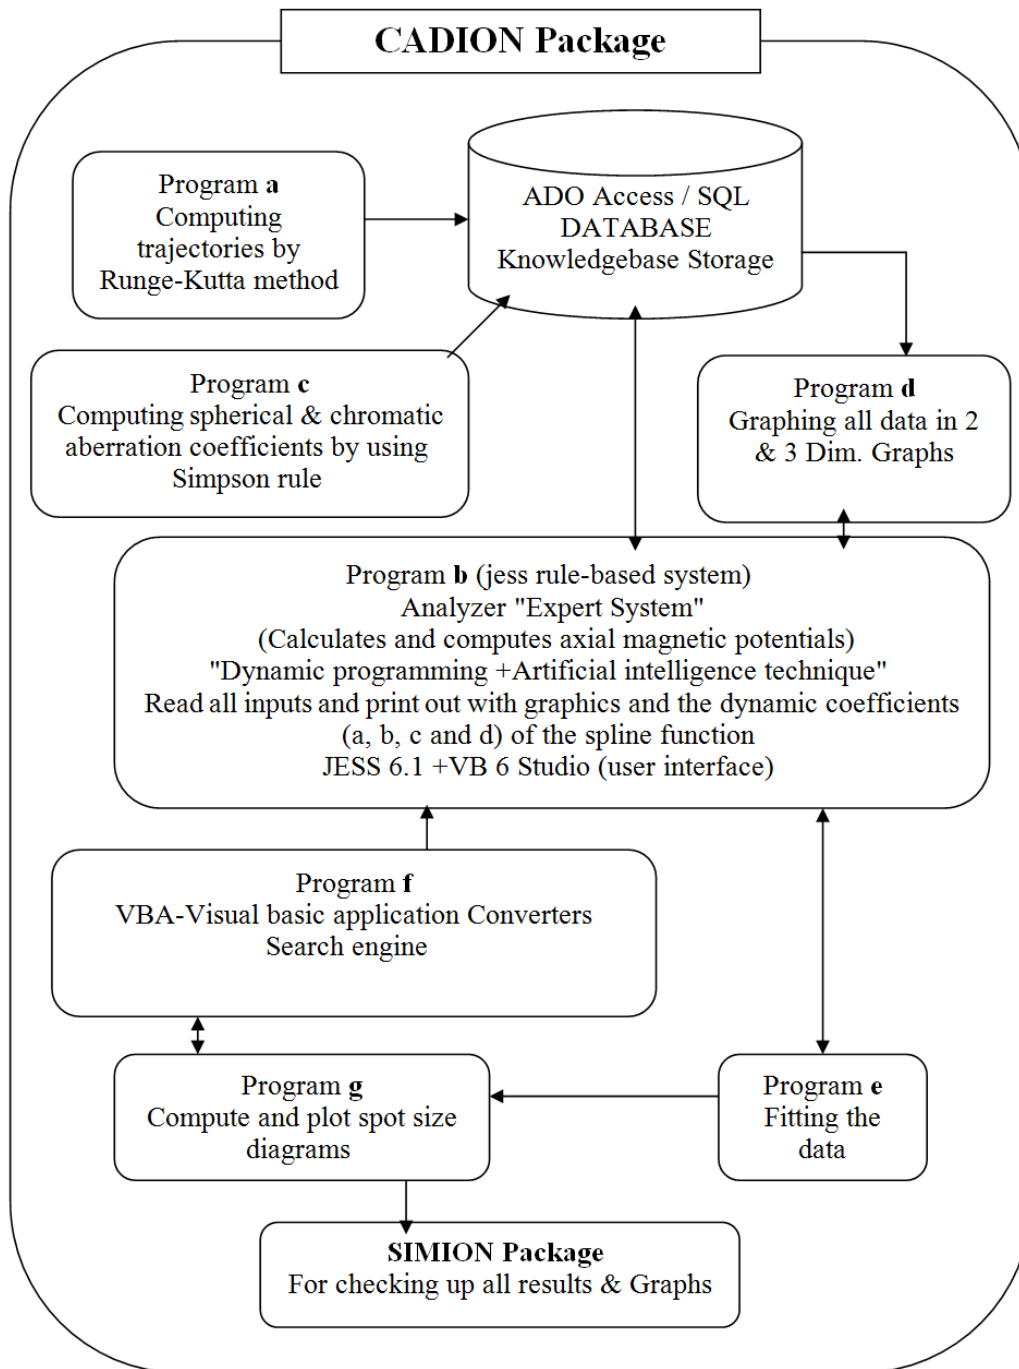 CADION Package
Program a
Computing
trajectories by
Runge-Kutta method
ADO Access / SQL
DATABASE
Knowledgebase Storage
Program c
Computing spherical & chromatic
aberration coefficients by using
Simpson rule
Program d
Graphing all data in 2
& 3 Dim. Graphs
Program b (jess rule-based system)
Analyzer "Expert System"
(Calculates and computes axial magnetic potentials)
"Dynamic programming +Artificial intelligence technique"
Read all inputs and print out with graphics and the dynamic coefficients
(a, b, c and d) of the spline function
JESS 6.1 +VB 6 Studio (user interface)
Program f
VBA-Visual basic application Converters
Search engine
Program g
Compute and plot spot size
diagrams
Program e
Fitting the
data
SIMION Package
For checking up all results & Graphs